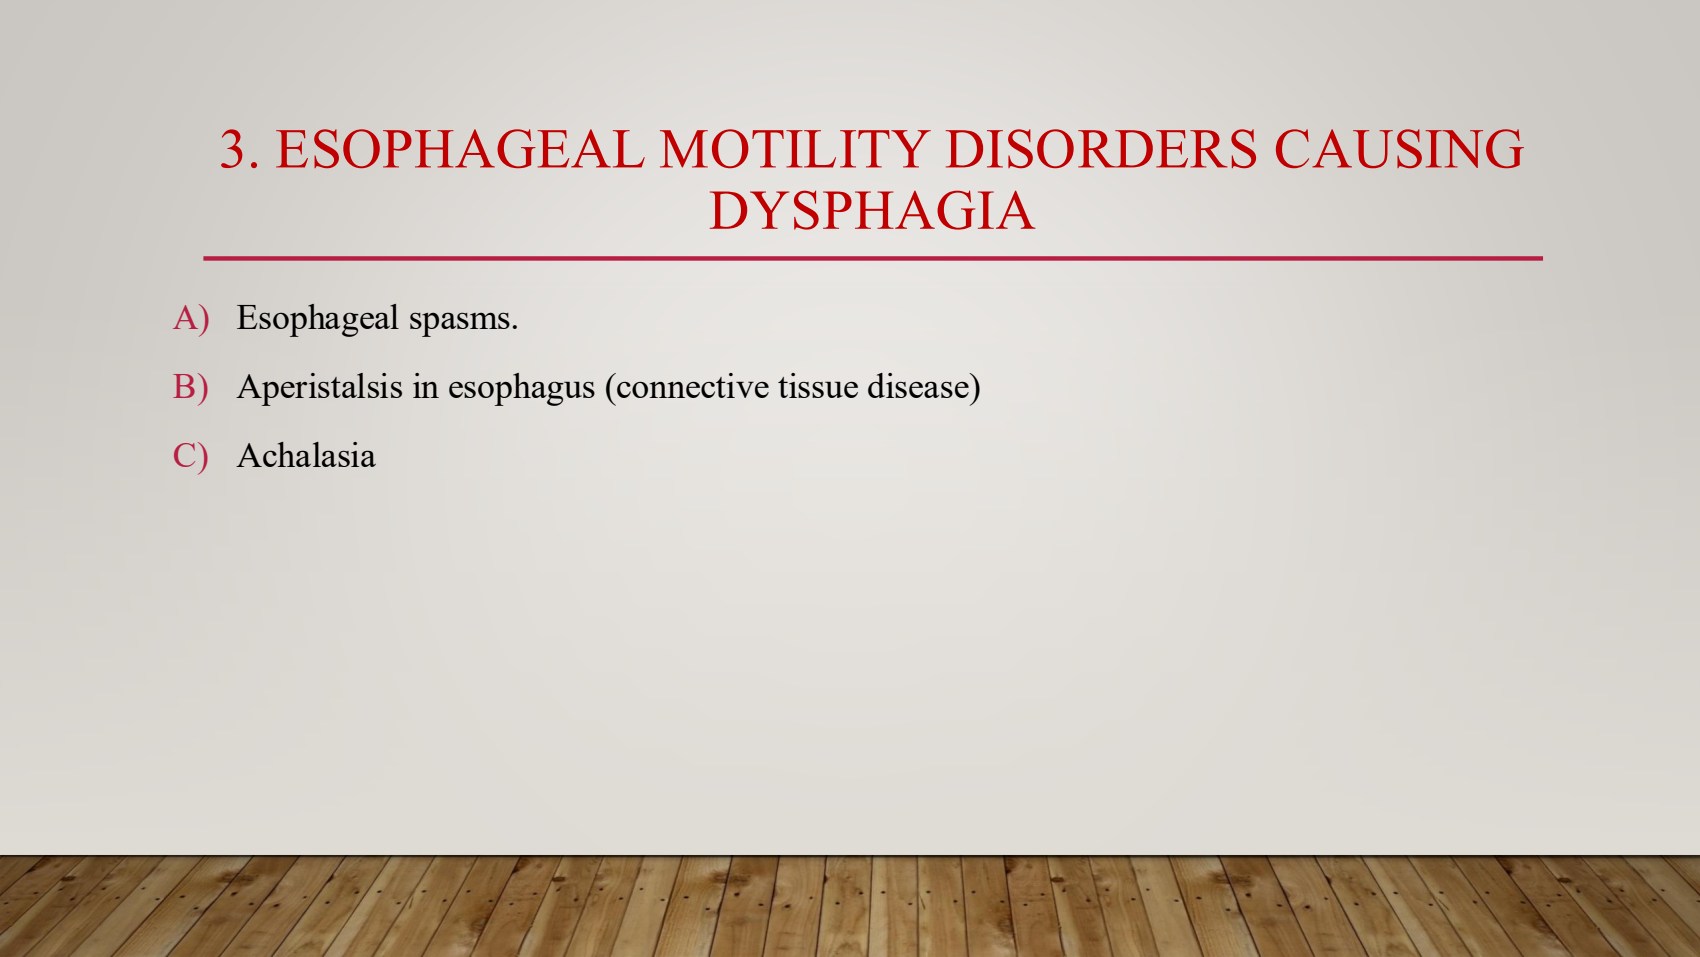 3. ESOPHAGEAL MOTILITY DISORDERS CAUSING
DYSPHAGIA
A) Esophageal spasms.
B) Aperistalsis in esophagus (connective tissue disease)
C) Achalasia